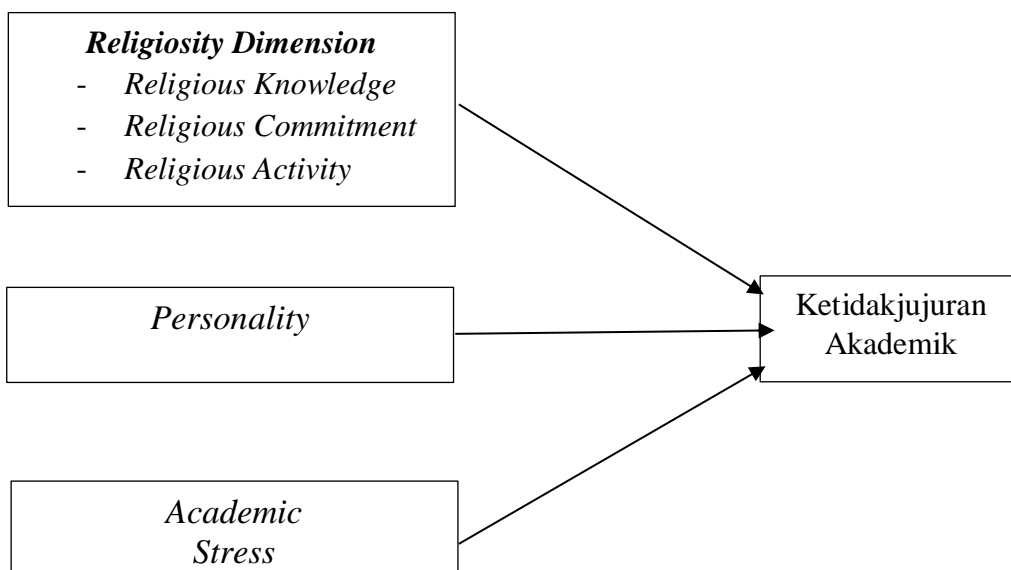 Religiosity Dimension
- Religious Knowledge
- Religious Commitment
- Religious Activity
Personality
Ketidakjujuran
Akademik
Academic
Stress